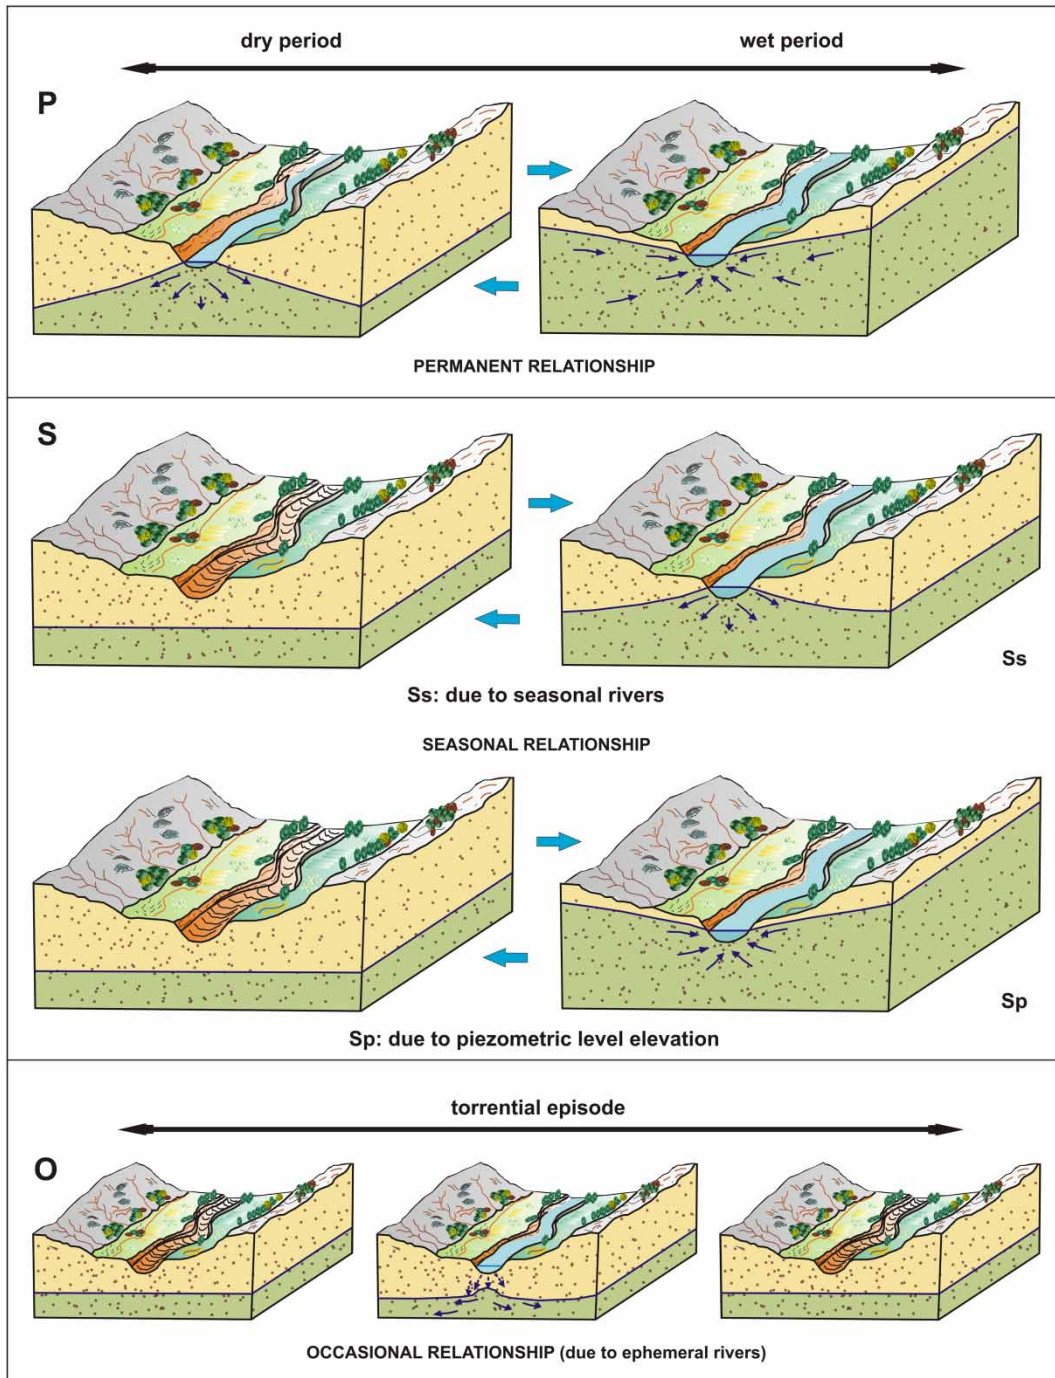 dry period wet period
P
PERMANENT RELATIONSHIP
S
Ss
Ss: due to seasonal rivers
SEASONAL RELATIONSHIP
Sp
Sp: due to piezometric level elevation
torrential episode
O
OCCASIONAL RELATIONSHIP (due to ephemeral rivers)